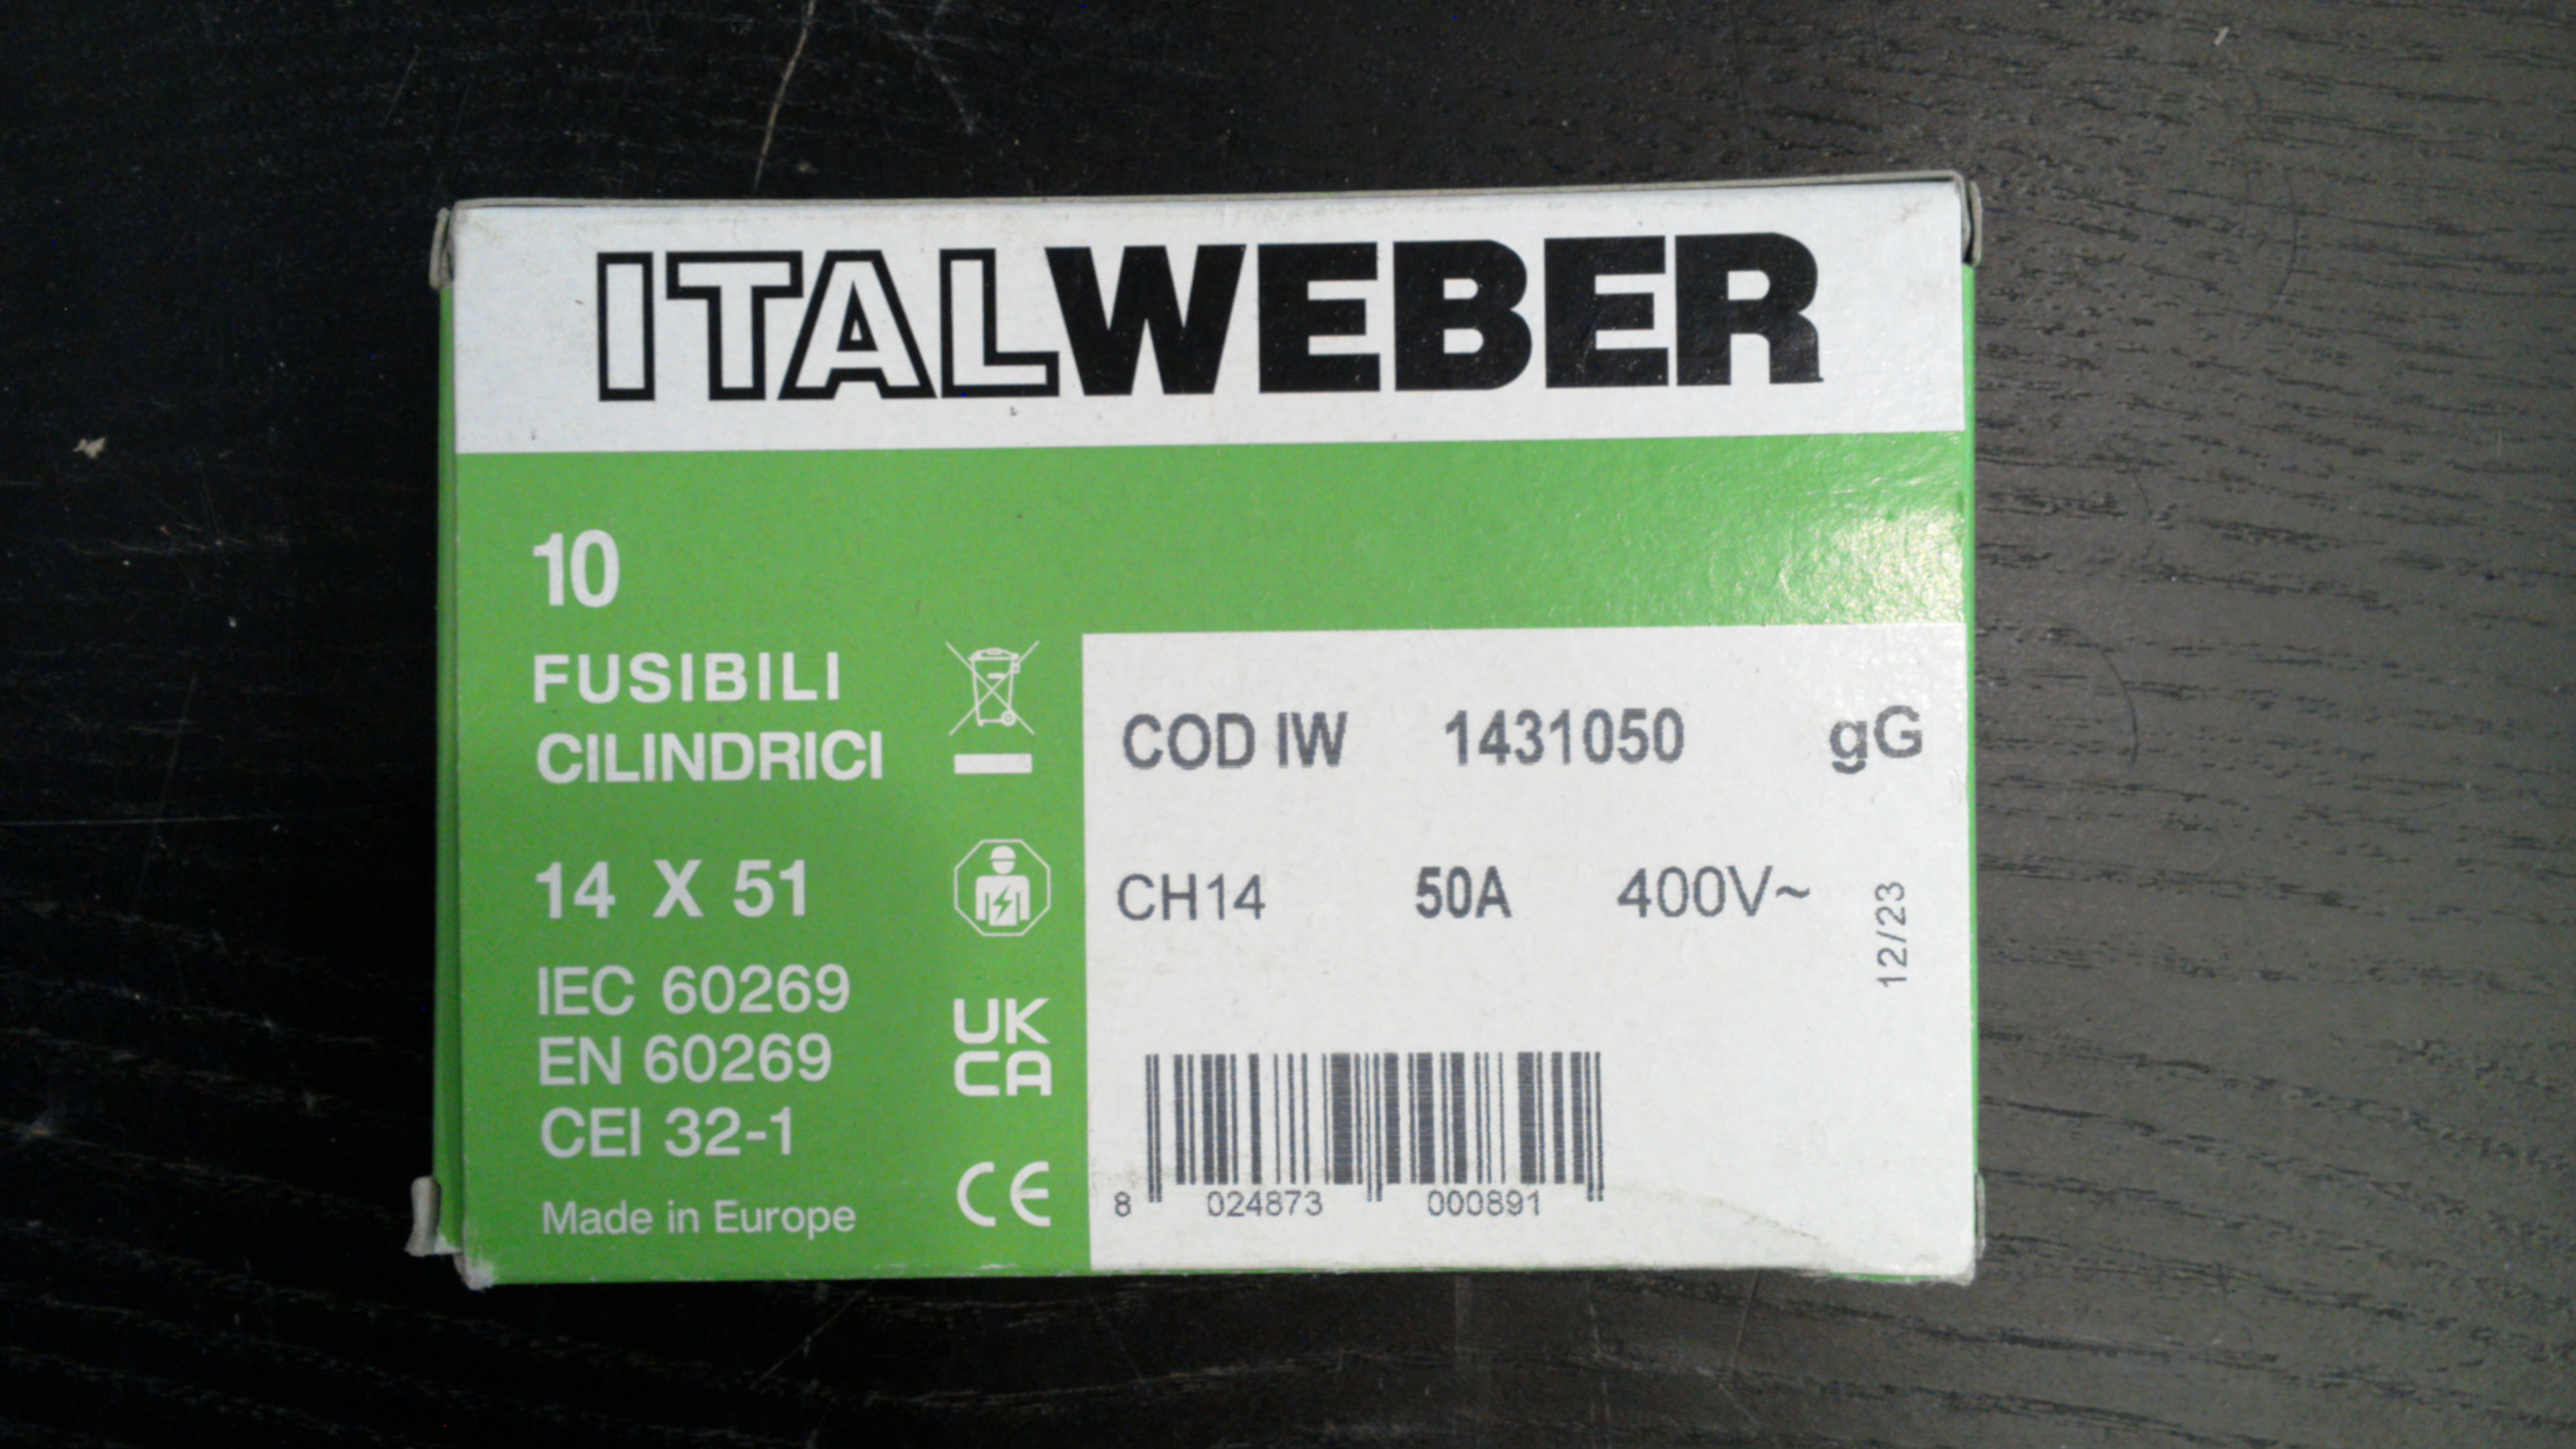 ITALWEBER
10
FUSIBILI
CILINDRICI
14 X 51
IEC 60269
EN 60269
CEI 32-1
Made in Europe
UK
CA
CE
COD IW 1431050 gG
CH14 50A 400V~
12/23
8 024873 000891